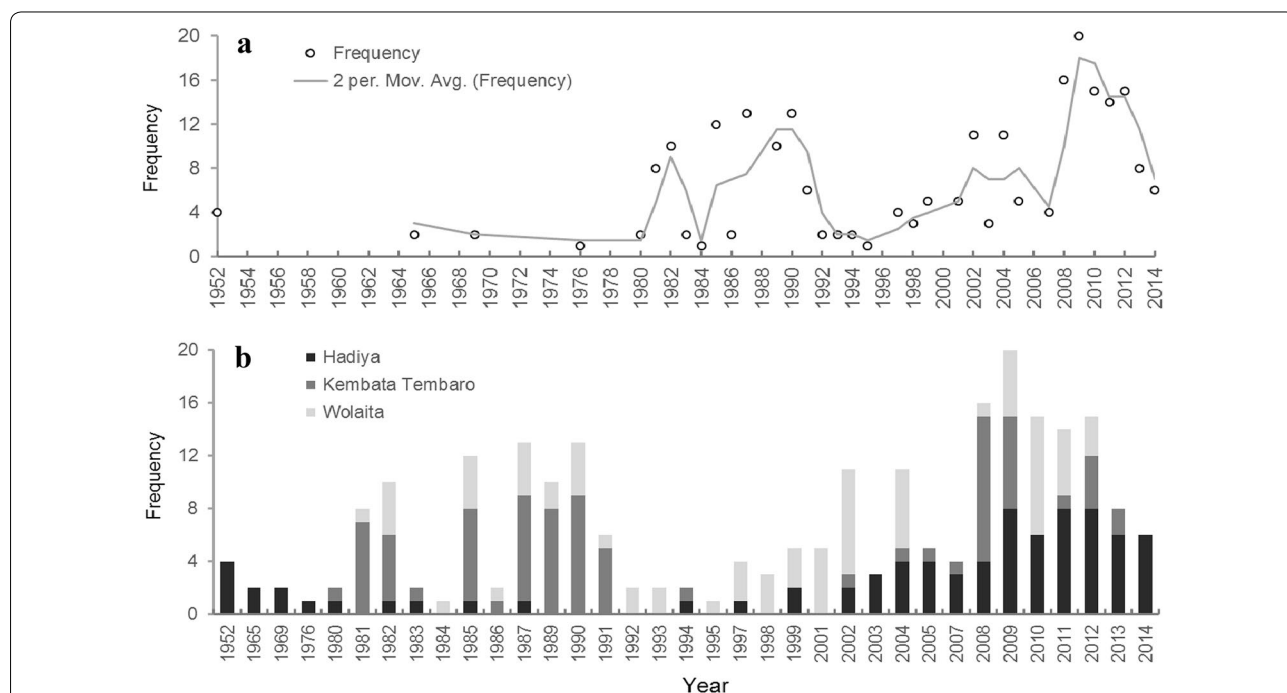 a
Frequency
2 per. Mov. Avg. (Frequency)
Frequency
20
16
12
8
4
0
1952 1954 1956 1958 1960 1962 1964 1966 1968 1970 1972 1974 1976 1978 1980 1982 1984 1986 1988 1990 1992 1994 1996 1998 2000 2002 2004 2006 2008 2010 2012 2014
b
Hadiya
Kembata Tembaro
Wolaita
Frequency
20
16
12
8
4
0
1952 1965 1969 1976 1980 1981 1982 1983 1984 1985 1986 1987 1989 1990 1991 1992 1993 1994 1995 1997 1998 1999 2001 2002 2003 2004 2005 2007 2008 2009 2010 2011 2012 2013 2014
Year